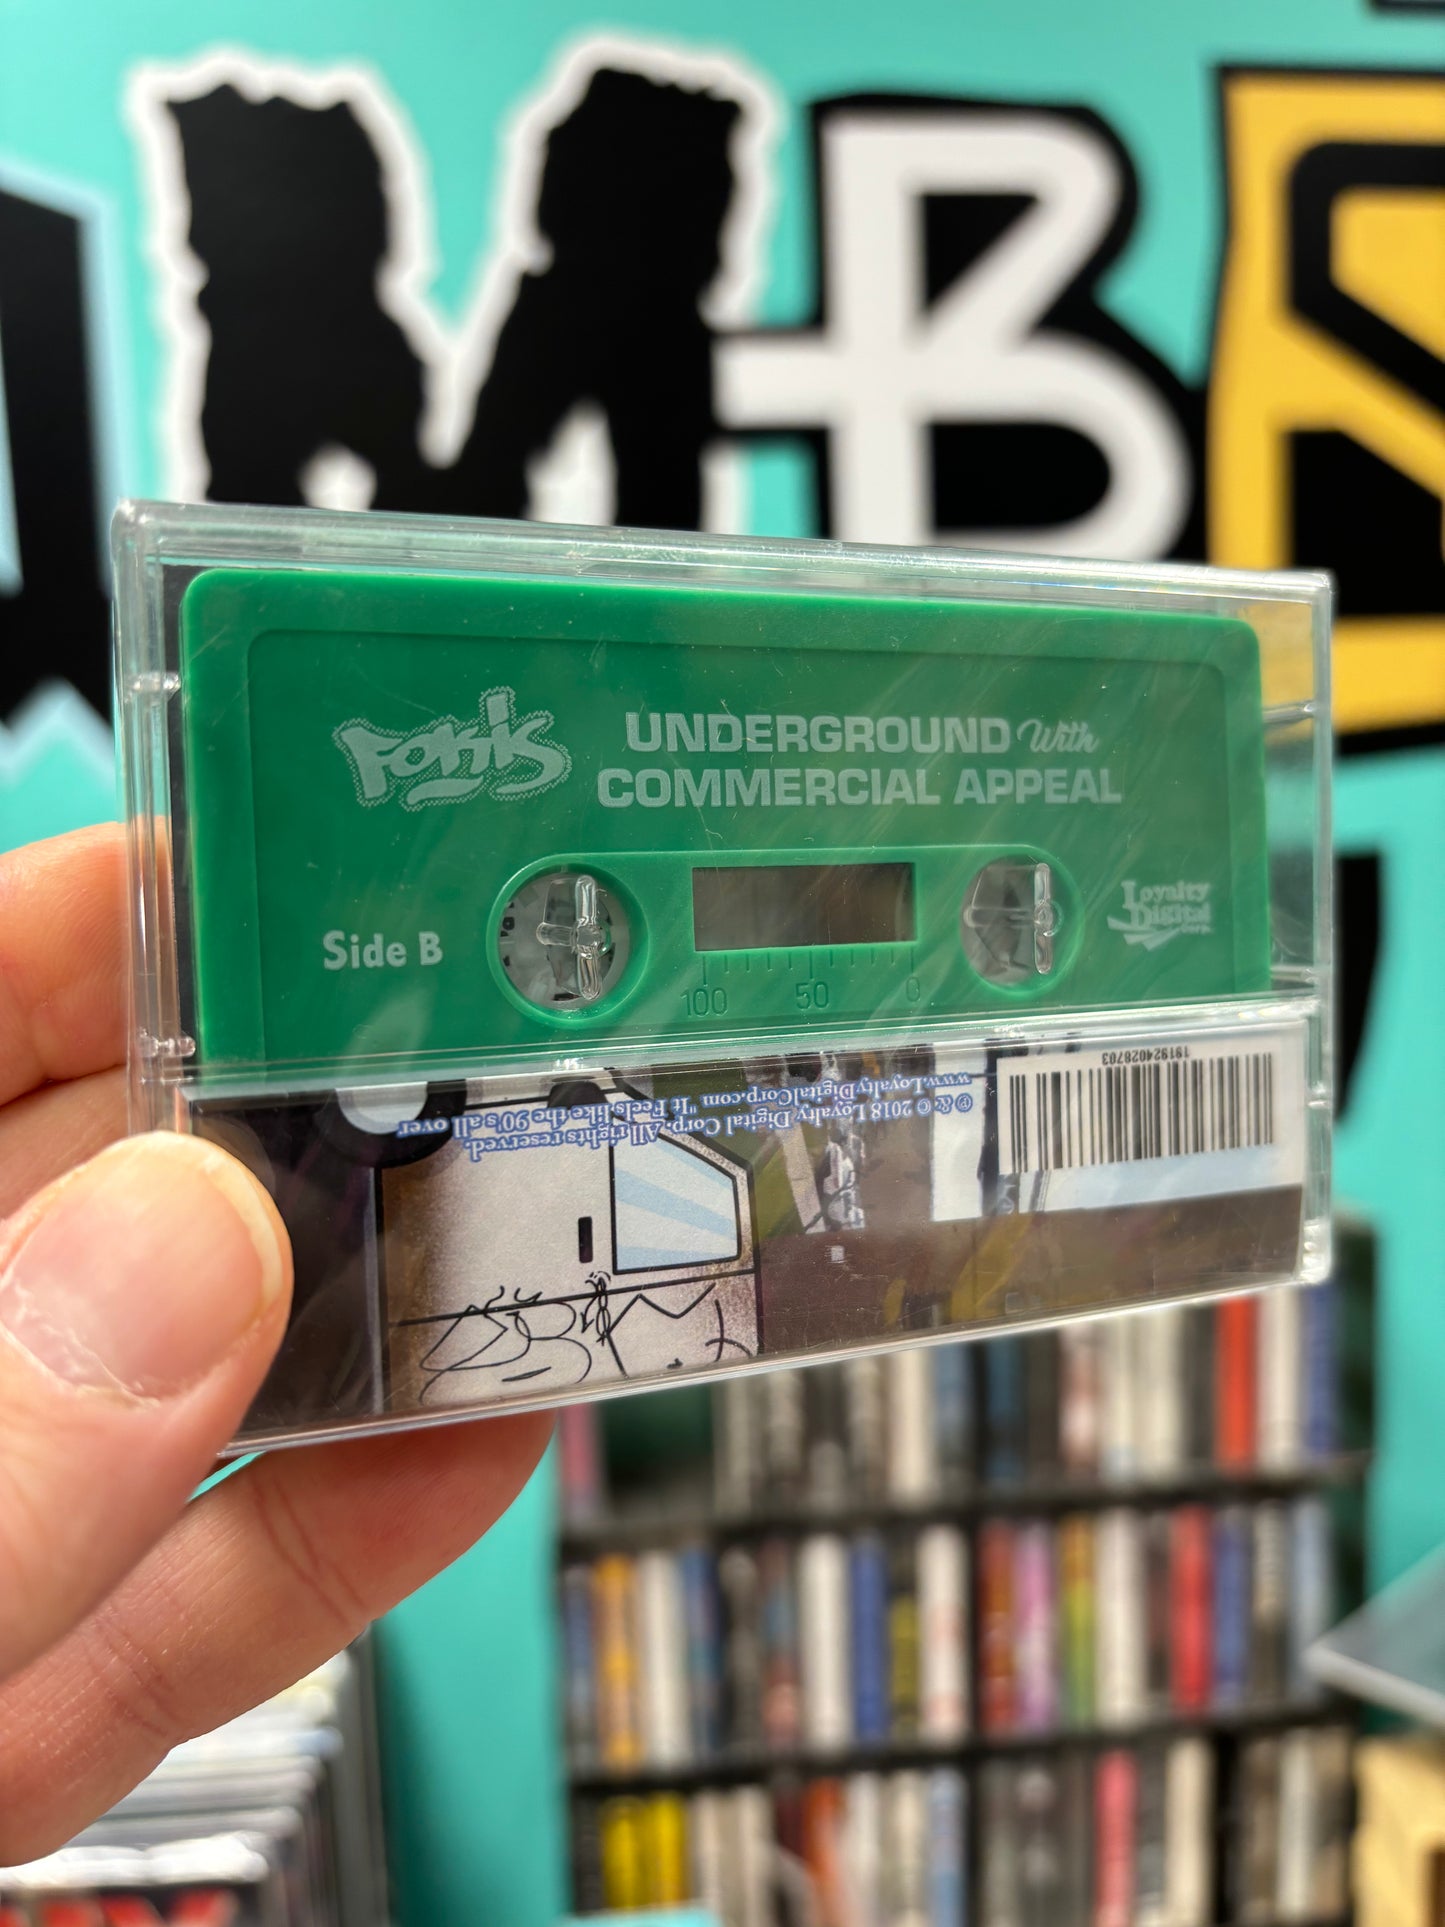 Fokis
UNDERGROUND With
COMMERCIAL APPEAL
Side B
Loyalty
Digital
Corp.
100 50 0
191924028703
www.LoyaltyDigitalCorp.com "It Feels like the 90's all over
℗ & © 2018 Loyalty Digital Corp. All rights reserved.